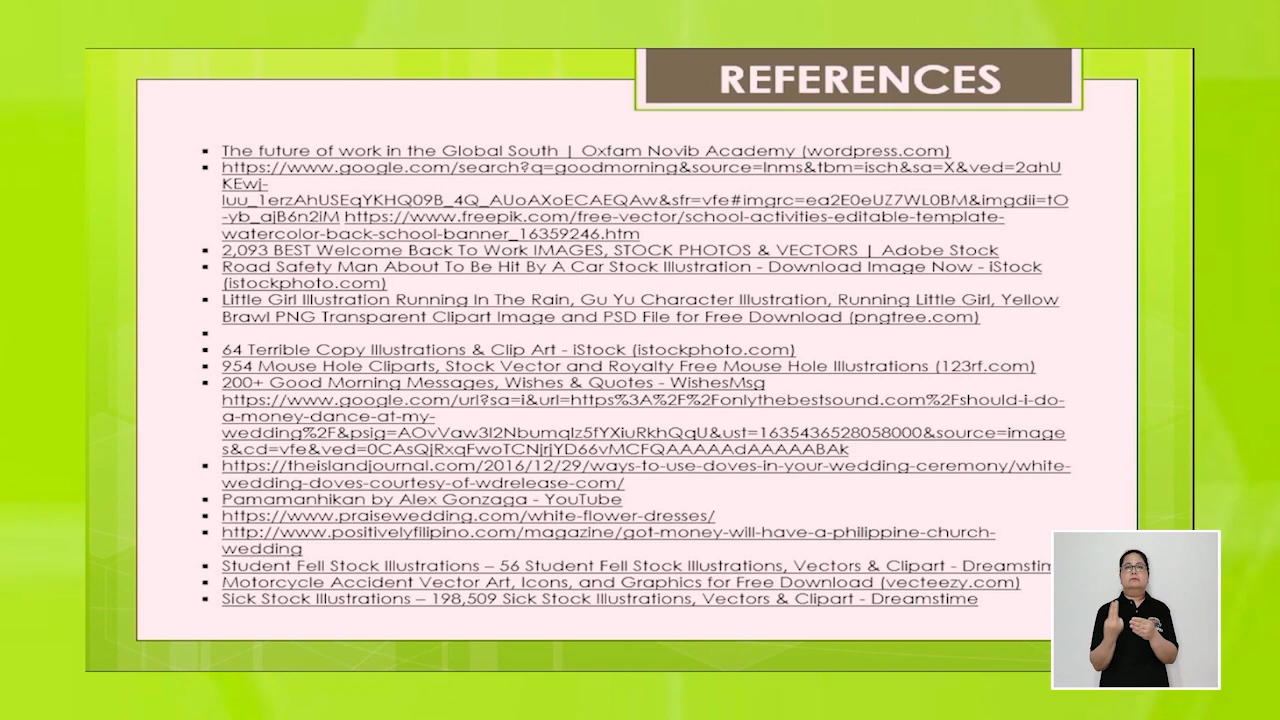 REFERENCES
▪ The future of work in the Global South | Oxfam Novib Academy (wordpress.com)
▪ https://www.google.com/search?q=goodmorning&source=lnms&tbm=isch&sa=X&ved=2ahU
KEwj-
luu_1erzAhUSEqYKHQ09B_4Q_AUoAXoECAEQAw&sfr=vfe#imgrc=ea2E0eUZ7WL0BM&imgdii=tO
-yb_ajB6n2iM https://www.freepik.com/free-vector/school-activities-editable-template-
watercolor-back-school-banner_16359246.htm
▪ 2,093 BEST Welcome Back To Work IMAGES, STOCK PHOTOS & VECTORS | Adobe Stock
▪ Road Safety Man About To Be Hit By A Car Stock Illustration - Download Image Now - iStock
(istockphoto.com)
▪ Little Girl Illustration Running In The Rain, Gu Yu Character Illustration, Running Little Girl, Yellow
Brawl PNG Transparent Clipart Image and PSD File for Free Download (pngtree.com)
▪
▪ 64 Terrible Copy Illustrations & Clip Art - iStock (istockphoto.com)
▪ 954 Mouse Hole Cliparts, Stock Vector and Royalty Free Mouse Hole Illustrations (123rf.com)
▪ 200+ Good Morning Messages, Wishes & Quotes - WishesMsg
https://www.google.com/url?sa=i&url=https%3A%2F%2Fonlythebestsound.com%2Fshould-i-do-
a-money-dance-at-my-
wedding%2F&psig=AOvVaw3l2Nbumqlz5fYXiuRkhQqU&ust=1635436528058000&source=image
s&cd=vfe&ved=0CAsQjRxqFwoTCNjrjYD66vMCFQAAAAAdAAAAABAk
▪ https://theislandjournal.com/2016/12/29/ways-to-use-doves-in-your-wedding-ceremony/white-
wedding-doves-courtesy-of-wdrelease-com/
▪ Pamamanhikan by Alex Gonzaga - YouTube
▪ https://www.praisewedding.com/white-flower-dresses/
▪ http://www.positivelyfilipino.com/magazine/got-money-will-have-a-philippine-church-
wedding
▪ Student Fell Stock Illustrations – 56 Student Fell Stock Illustrations, Vectors & Clipart - Dreamstim
▪ Motorcycle Accident Vector Art, Icons, and Graphics for Free Download (vecteezy.com)
▪ Sick Stock Illustrations – 198,509 Sick Stock Illustrations, Vectors & Clipart - Dreamstime